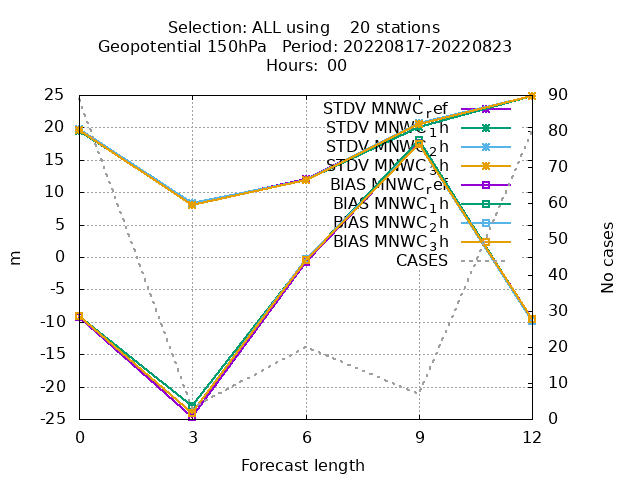 Selection: ALL using 20 stations
Geopotential 150hPa Period: 20220817-20220823
Hours: 00
25
20
15
10
5
0
-5
-10
-15
-20
-25
m
STDV MNWC_ref
STDV MNWC_1h
STDV MNWC_2h
STDV MNWC_3h
BIAS MNWC_ref
BIAS MNWC_1h
BIAS MNWC_2h
BIAS MNWC_3h
CASES
90
80
70
60
50
40
30
20
10
0
No cases
0 3 6 9 12
Forecast length